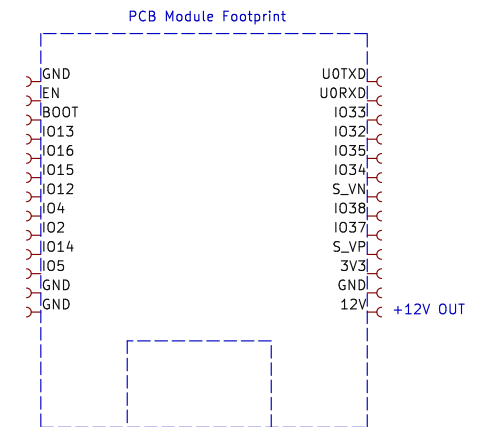 PCB Module Footprint
GND U0TXD
EN U0RXD
BOOT IO33
IO13 IO32
IO16 IO35
IO15 IO34
IO12 S_VN
IO4 IO38
IO2 IO37
IO14 S_VP
IO5 3V3
GND GND
GND 12V +12V OUT